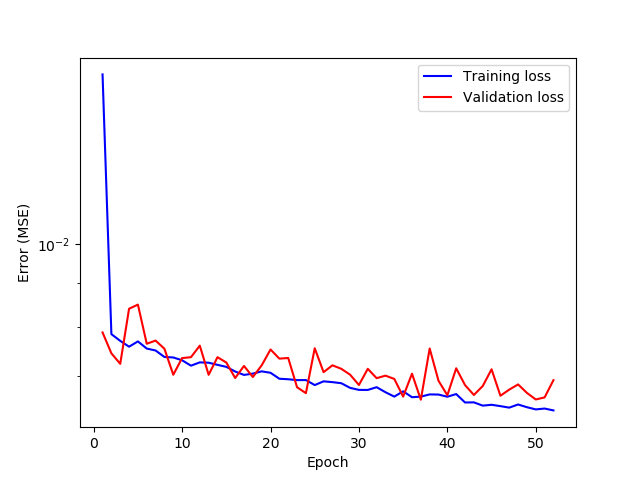 Training loss
Validation loss
Error (MSE)
10⁻²
0 10 20 30 40 50
Epoch